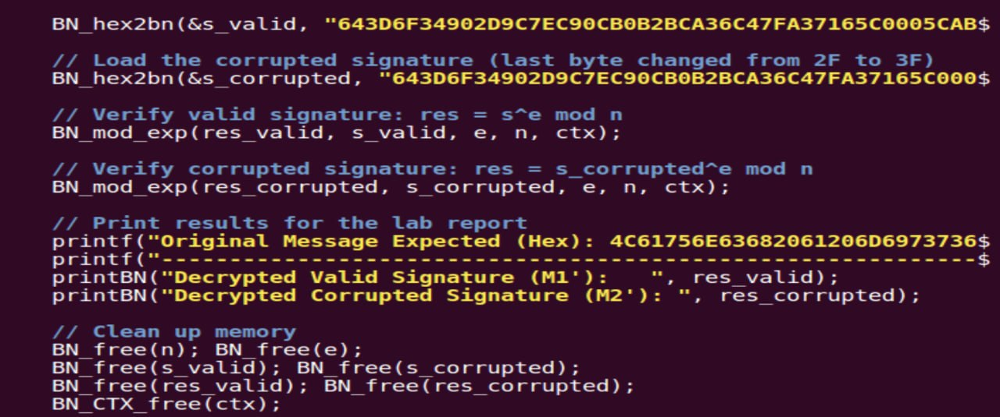 BN_hex2bn(&s_valid, "643D6F34902D9C7EC90CB0B2BCA36C47FA37165C0005CAB$
// Load the corrupted signature (last byte changed from 2F to 3F)
BN_hex2bn(&s_corrupted, "643D6F34902D9C7EC90CB0B2BCA36C47FA37165C000$
// Verify valid signature: res = s^e mod n
BN_mod_exp(res_valid, s_valid, e, n, ctx);
// Verify corrupted signature: res = s_corrupted^e mod n
BN_mod_exp(res_corrupted, s_corrupted, e, n, ctx);
// Print results for the lab report
printf("Original Message Expected (Hex): 4C61756E63682061206D6973736$
printf("------------------------------------------------------------$
printBN("Decrypted Valid Signature (M1'):   ", res_valid);
printBN("Decrypted Corrupted Signature (M2'): ", res_corrupted);
// Clean up memory
BN_free(n); BN_free(e);
BN_free(s_valid); BN_free(s_corrupted);
BN_free(res_valid); BN_free(res_corrupted);
BN_CTX_free(ctx);